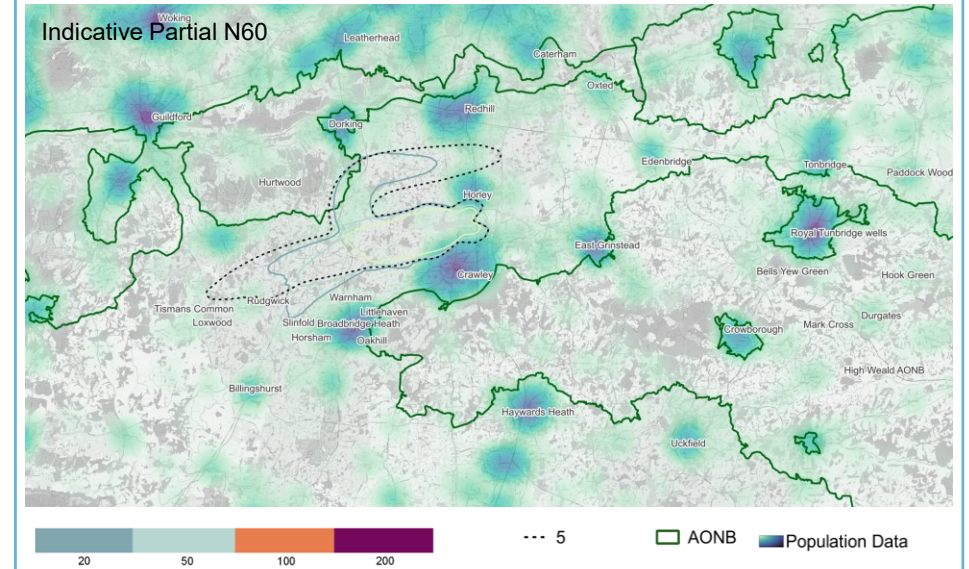 Indicative Partial N60
Woking
Leatherhead
Caterham
Oxted
Guildford
Redhill
Dorking
Edenbridge
Tonbridge
Paddock Wood
Hurtwood
Horley
Royal Tunbridge wells
East Grinstead
Crawley
Bells Yew Green
Hook Green
Rudgwick
Warnham
Tismans Common
Littlehaven
Loxwood
Slinfold
Broadbridge Heath
Horsham
Oakhill
Durgates
Mark Cross
Crowborough
High Weald AONB
Billingshurst
Haywards Heath
Uckfield
5
AONB
Population Data
20
50
100
200